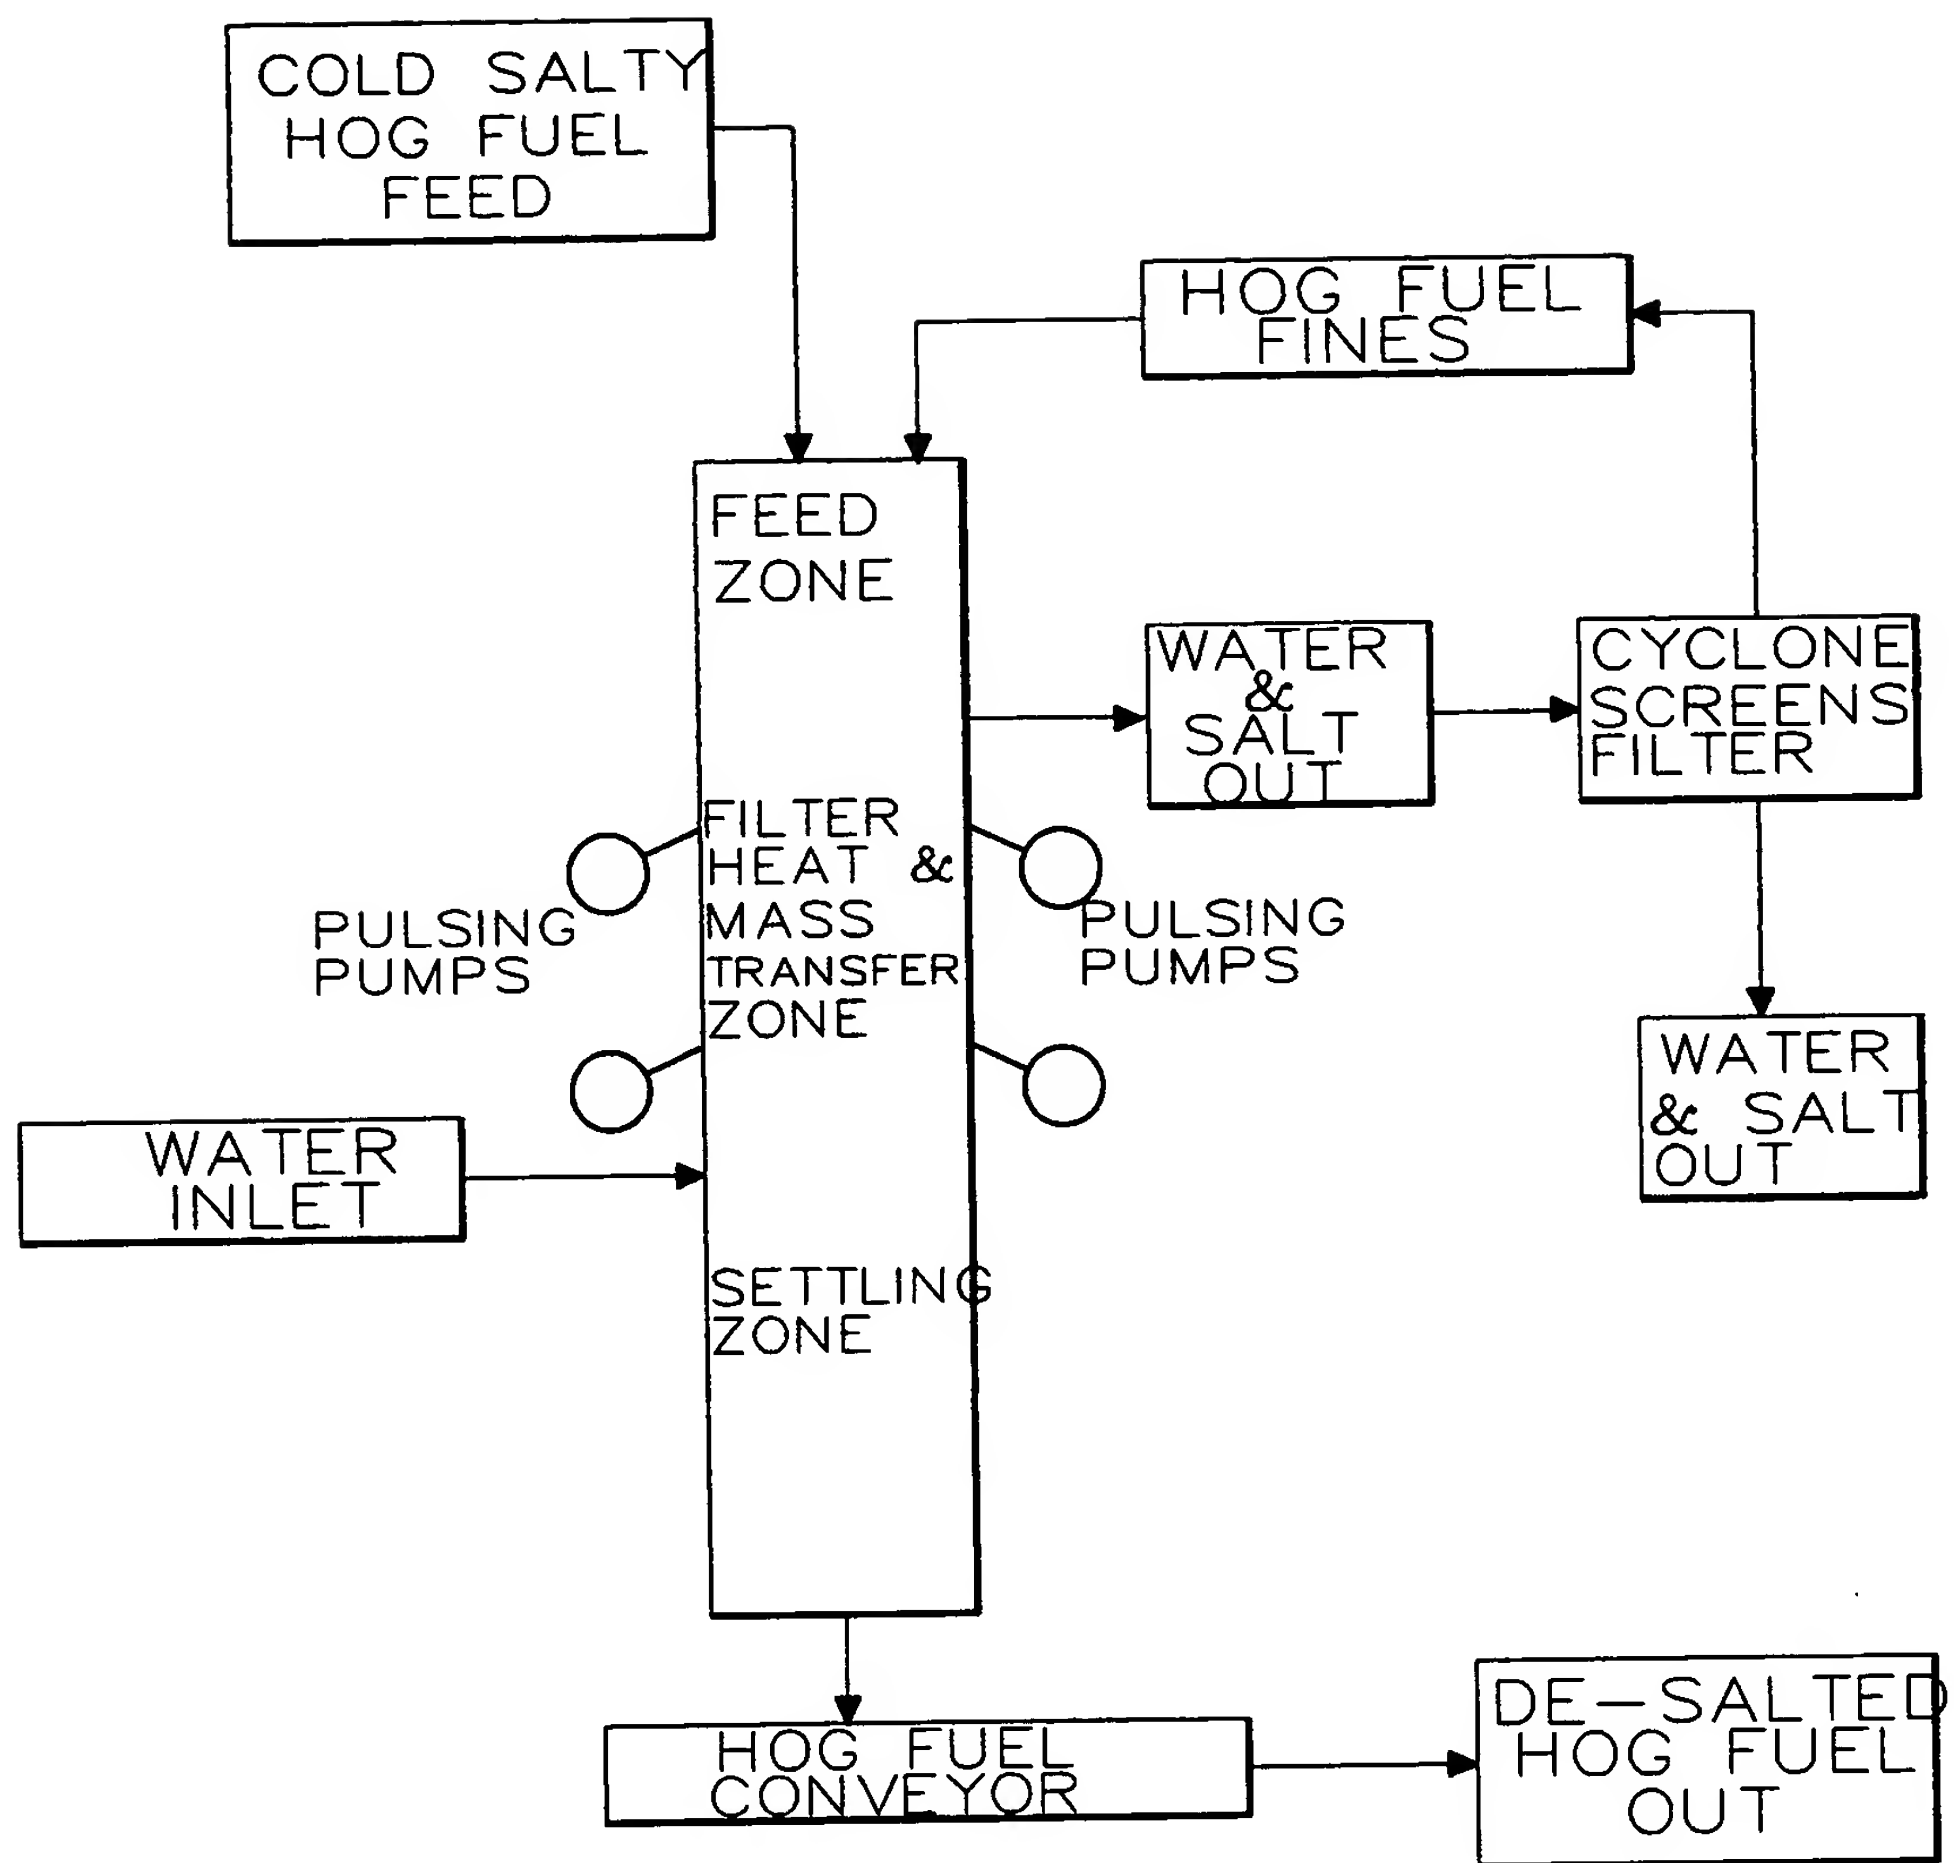 COLD SALTY
HOG FUEL
FEED
HOG FUEL
FINES
FEED
ZONE
WATER
&
SALT
OUT
CYCLONE
SCREENS
FILTER
FILTER
HEAT &
MASS
TRANSFER
ZONE
PULSING
PUMPS
PULSING
PUMPS
WATER
INLET
WATER
& SALT
OUT
SETTLING
ZONE
HOG FUEL
CONVEYOR
DE-SALTED
HOG FUEL
OUT